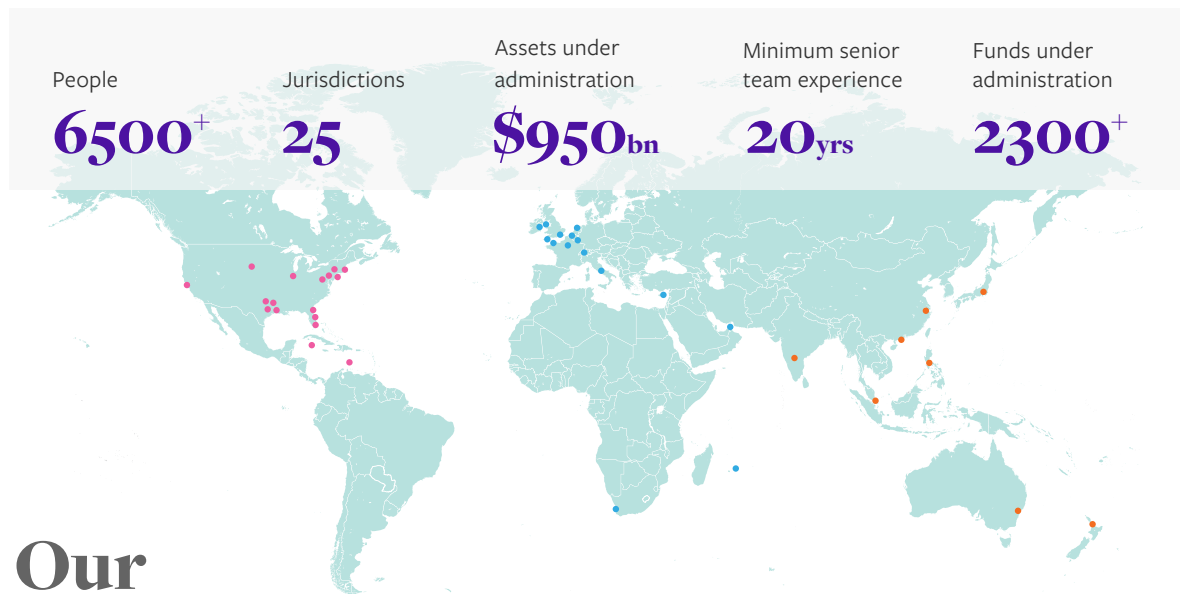 People
6500+
Jurisdictions
25
Assets under
administration
$950bn
Minimum senior
team experience
20yrs
Funds under
administration
2300+
Our